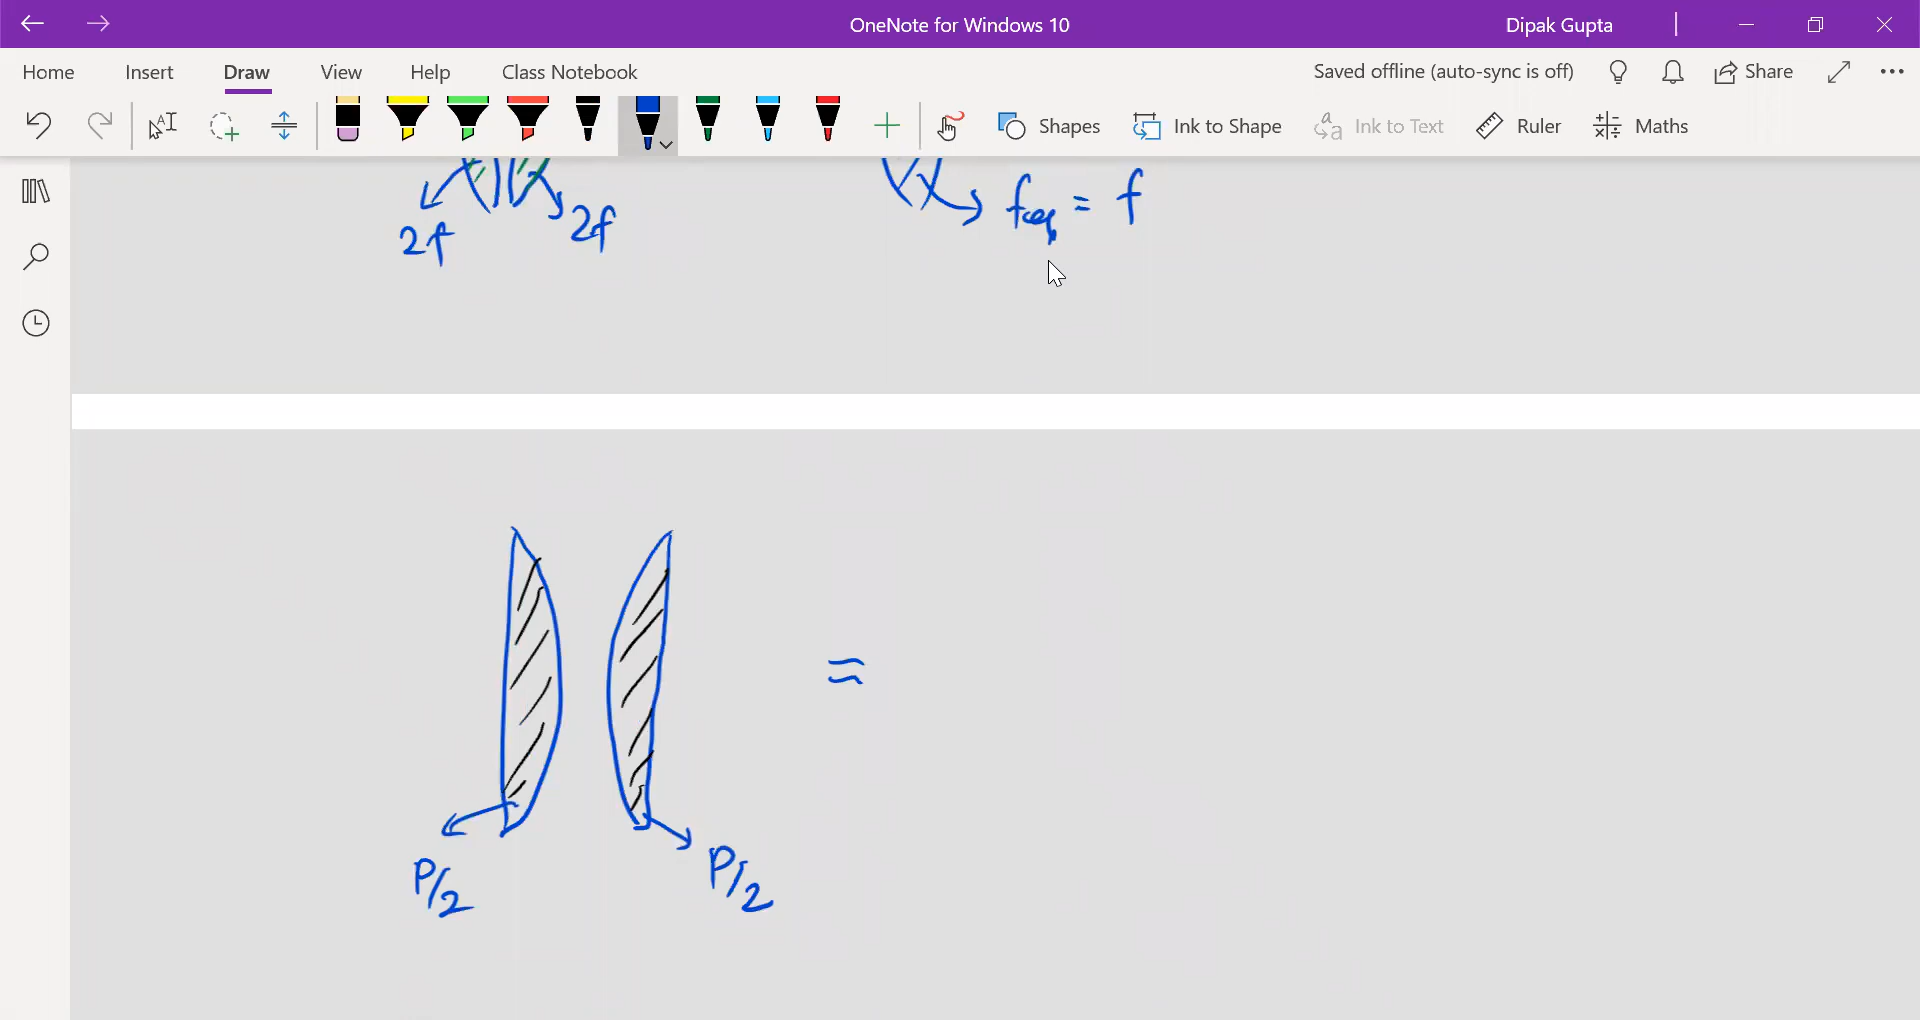 OneNote for Windows 10
Dipak Gupta
Home Insert Draw View Help Class Notebook
Saved offline (auto-sync is off) Share
Shapes Ink to Shape Ink to Text Ruler Maths
2f 2f feq = f
≈
P/2 P/2